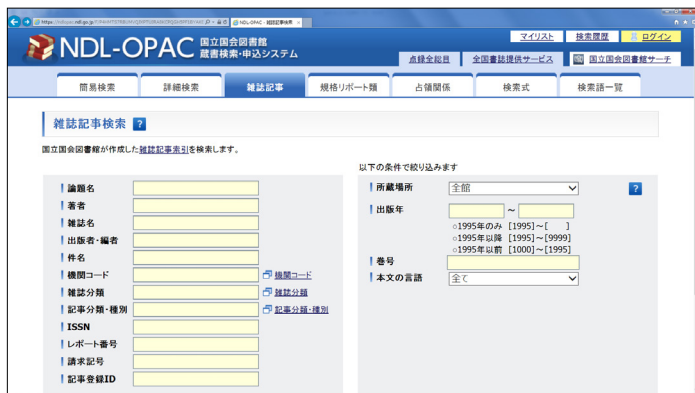 NDL-OPAC - 雑誌記事検索
NDL-OPAC 国立国会図書館
蔵書検索・申込システム
マイリスト 検索履歴 ログイン
点録全総目 全国書誌提供サービス 国立国会図書館サーチ
簡易検索 詳細検索 雑誌記事 規格リポート類 占領関係 検索式 検索語一覧
雑誌記事検索 ?
国立国会図書館が作成した雑誌記事索引を検索します。
以下の条件で絞り込みます
論題名
著者
雑誌名
出版者・編者
件名
機関コード 機関コード
雑誌分類 雑誌分類
記事分類・種別 記事分類・種別
ISSN
レポート番号
請求記号
記事登録ID
所蔵場所 全館 ?
出版年 ~
○1995年のみ [1995]~[ ]
○1995年以降 [1995]~[9999]
○1995年以前 [1000]~[1995]
巻号
本文の言語 全て